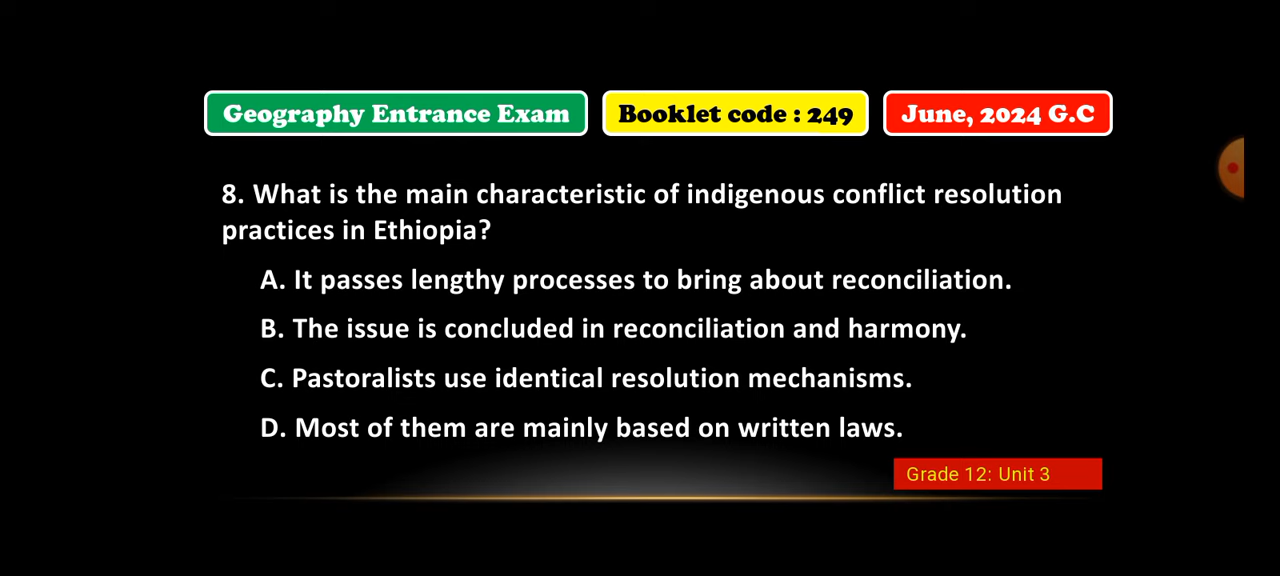 Geography Entrance Exam
Booklet code : 249
June, 2024 G.C
8. What is the main characteristic of indigenous conflict resolution
practices in Ethiopia?
A. It passes lengthy processes to bring about reconciliation.
B. The issue is concluded in reconciliation and harmony.
C. Pastoralists use identical resolution mechanisms.
D. Most of them are mainly based on written laws.
Grade 12: Unit 3